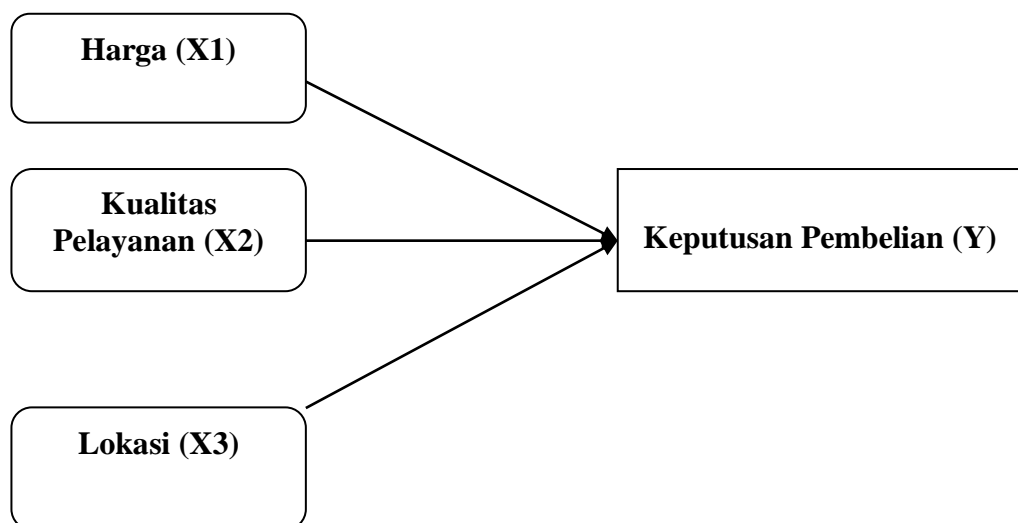 Harga (X1)
Kualitas
Pelayanan (X2)
Keputusan Pembelian (Y)
Lokasi (X3)